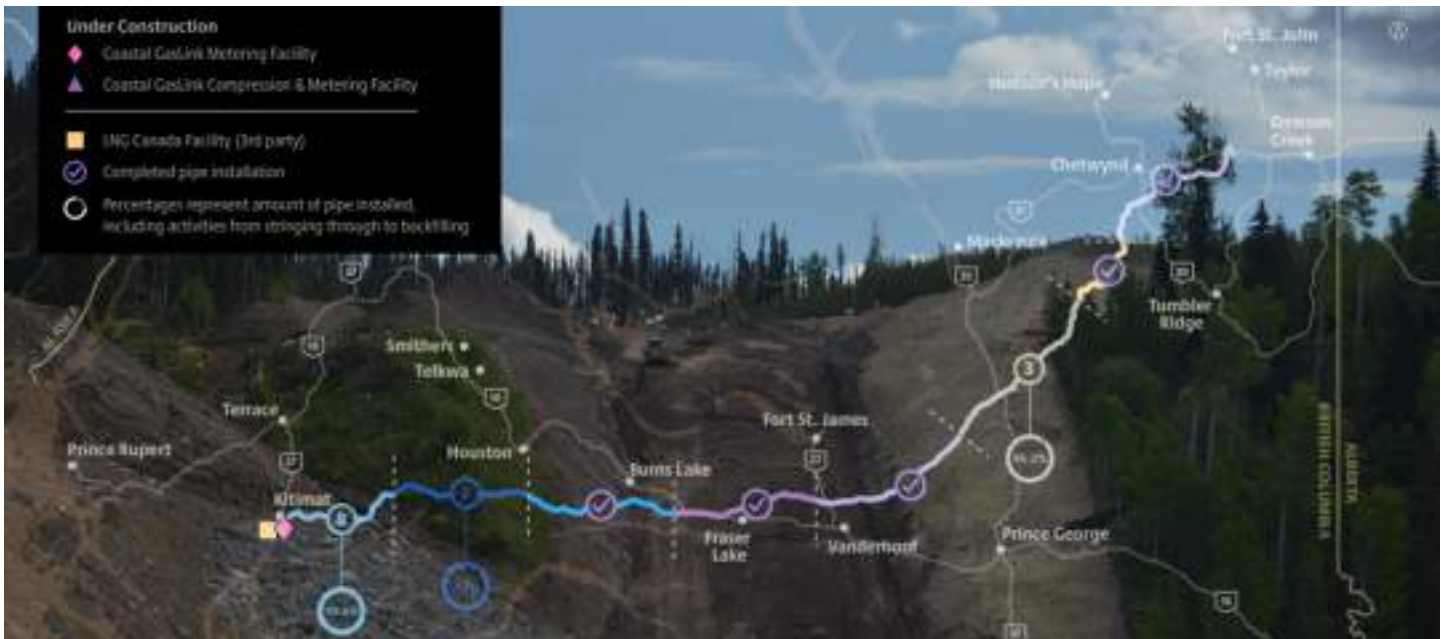 Under Construction
Coastal GasLink Metering Facility
Coastal GasLink Compression & Metering Facility
LNG Canada Facility (3rd party)
Completed pipe installation
Percentages represent amount of pipe installed,
including activities from stringing through to backfilling
Fort St. John
Taylor
Hudson's Hope
Dawson
Creek
Chetwynd
Mackenzie
Tumbler
Ridge
Smithers
Telkwa
Terrace
Prince Rupert
Houston
Fort St. James
Burns Lake
Kitimat
3
Fraser
Lake
Vanderhoof
Prince George
BRITISH COLUMBIA
ALBERTA